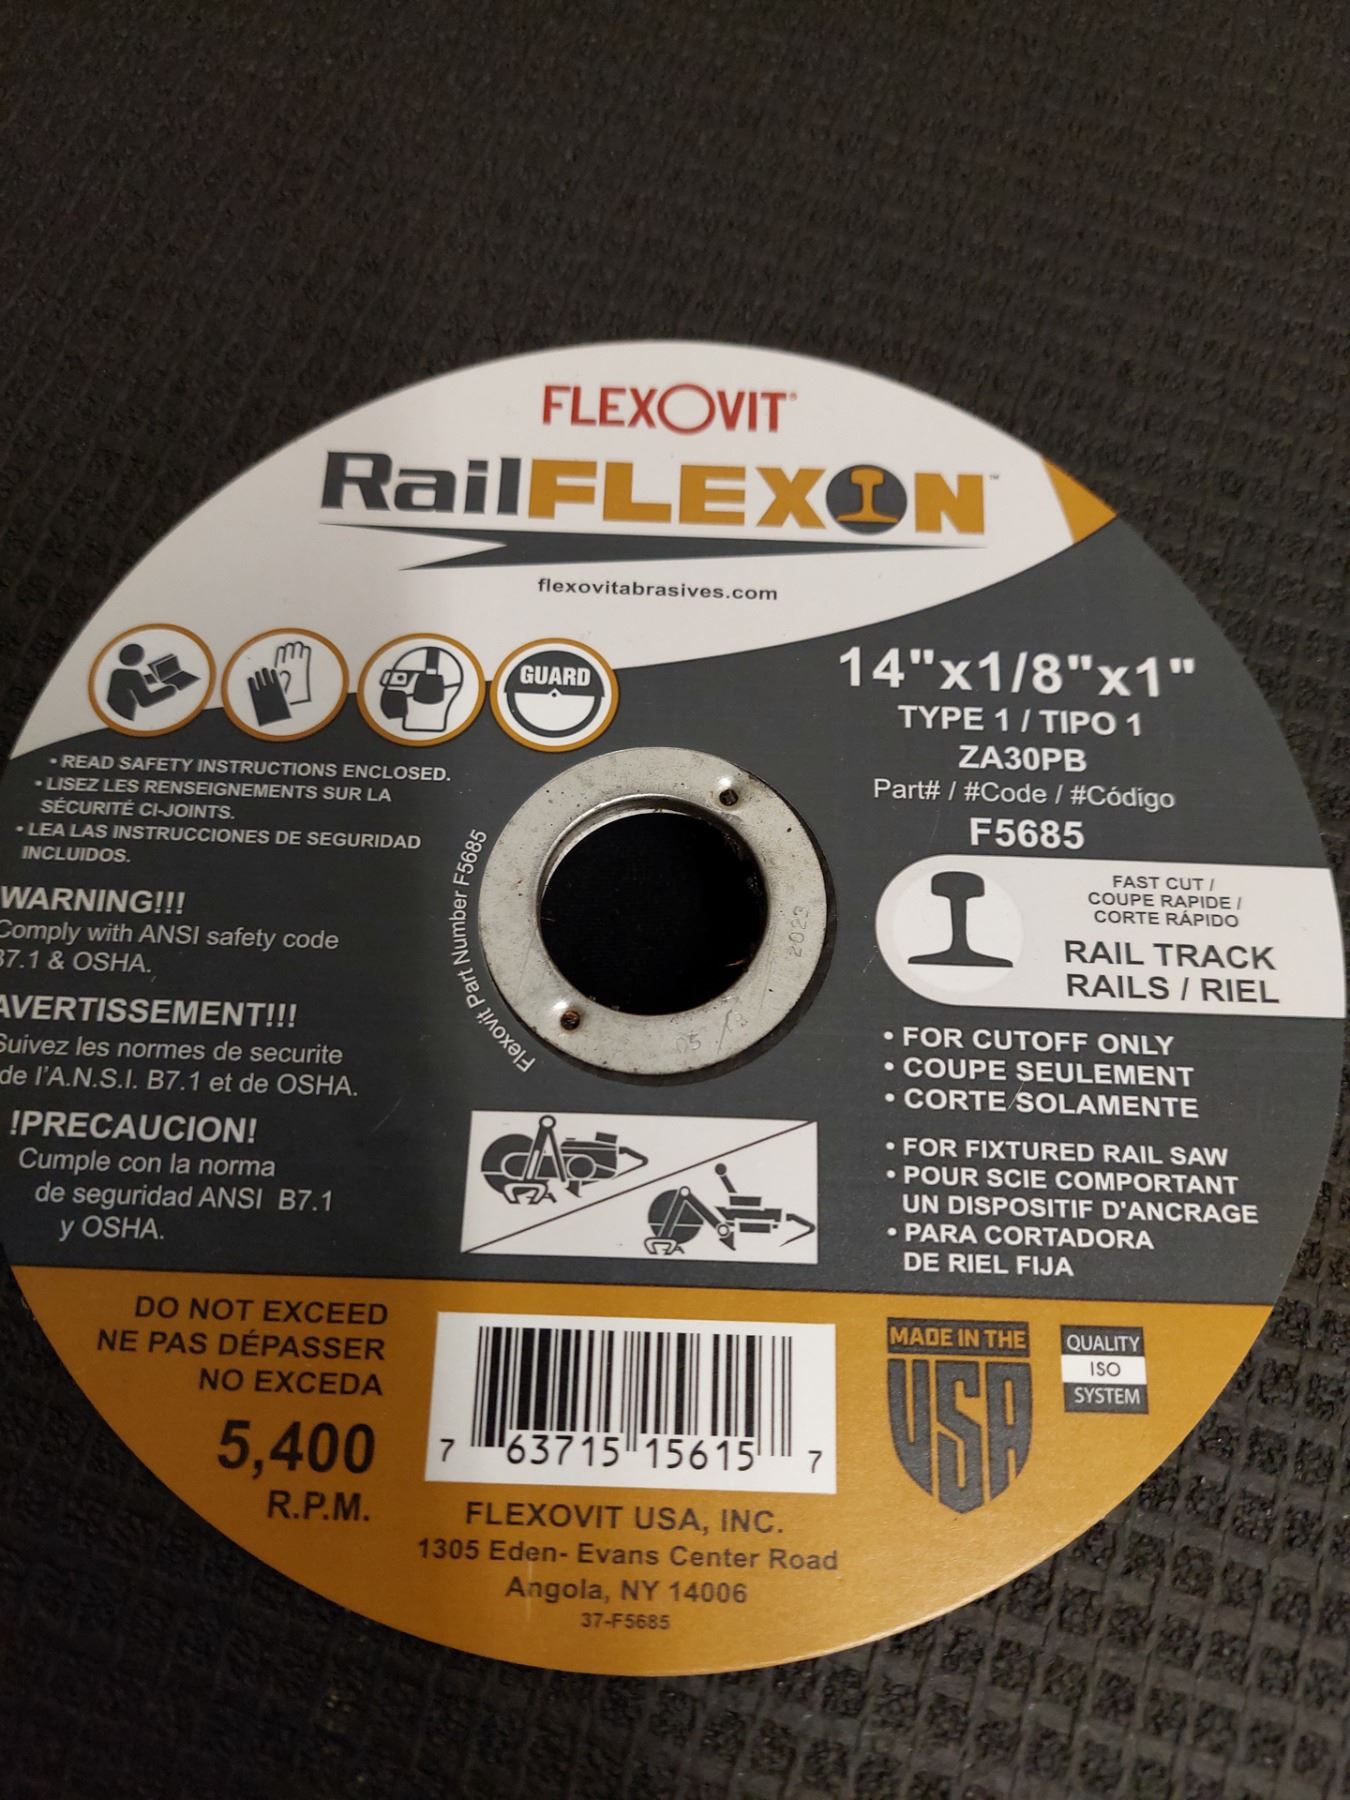 FLEXOVIT®
RailFLEXON™
flexovitabrasives.com
GUARD
• READ SAFETY INSTRUCTIONS ENCLOSED.
• LISEZ LES RENSEIGNEMENTS SUR LA
SÉCURITÉ CI-JOINTS.
• LEA LAS INSTRUCCIONES DE SEGURIDAD
INCLUIDOS.
WARNING!!!
Comply with ANSI safety code
B7.1 & OSHA.
AVERTISSEMENT!!!
Suivez les normes de securite
de l'A.N.S.I. B7.1 et de OSHA.
!PRECAUCION!
Cumple con la norma
de seguridad ANSI B7.1
y OSHA.
Flexovit Part Number F5685
2023
05
14"x1/8"x1"
TYPE 1 / TIPO 1
ZA30PB
Part# / #Code / #Código
F5685
FAST CUT /
COUPE RAPIDE /
CORTE RÁPIDO
RAIL TRACK
RAILS / RIEL
• FOR CUTOFF ONLY
• COUPE SEULEMENT
• CORTE SOLAMENTE
• FOR FIXTURED RAIL SAW
• POUR SCIE COMPORTANT
UN DISPOSITIF D'ANCRAGE
• PARA CORTADORA
DE RIEL FIJA
DO NOT EXCEED
NE PAS DÉPASSER
NO EXCEDA
5,400
R.P.M.
7 63715 15615 7
MADE IN THE
USA
QUALITY
ISO
SYSTEM
FLEXOVIT USA, INC.
1305 Eden- Evans Center Road
Angola, NY 14006
37-F5685